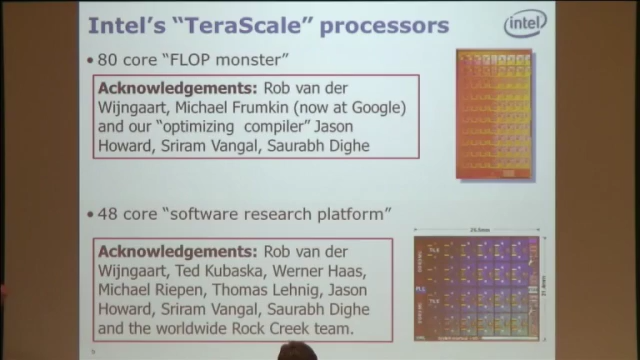 Intel's "TeraScale" processors
intel
• 80 core "FLOP monster"
Acknowledgements: Rob van der
Wijngaart, Michael Frumkin (now at Google)
and our "optimizing compiler" Jason
Howard, Sriram Vangal, Saurabh Dighe
• 48 core "software research platform"
Acknowledgements: Rob van der
Wijngaart, Ted Kubaska, Werner Haas,
Michael Riepen, Thomas Lehnig, Jason
Howard, Sriram Vangal, Saurabh Dighe
and the worldwide Rock Creek team.